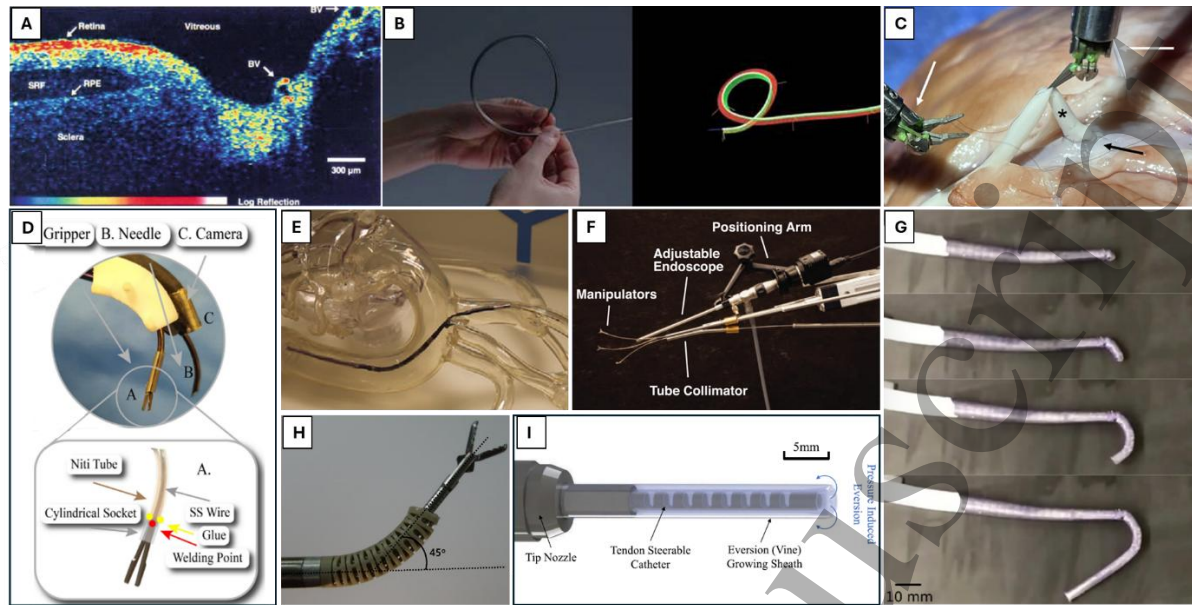 A
Retina
Vitreous
BV
BV
SRF
RPE
Sclera
300 µm
Log Reflection
B
C
*
D
Gripper B. Needle C. Camera
C
B
A
A.
Niti Tube
Cylindrical Socket
SS Wire
Glue
Welding Point
E
F
Positioning Arm
Adjustable
Endoscope
Manipulators
Tube Collimator
G
10 mm
H
45°
I
5mm
Tip Nozzle
Tendon Steerable
Catheter
Eversion (Vine)
Growing Sheath
Pressure Induced
Eversion